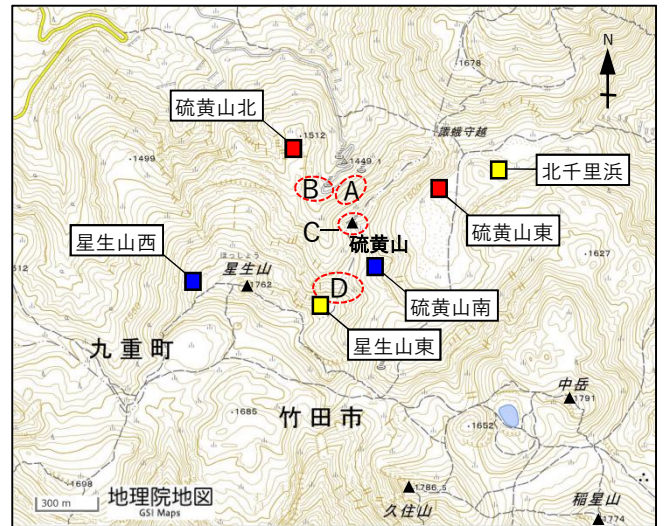 N
・1678
硫黄山北
・1512
諏蛾守越
北千里浜
・1499
1449.1
B
A
硫黄山東
C
硫黄山
・1627
星生山西
ほっしょう
星生山
1762
D
硫黄山南
星生山東
九重町
中岳
1791
竹田市
・1685
・1652
・1698
1786.5
久住山
稲星山
1774
300 m
地理院地図
GSI Maps